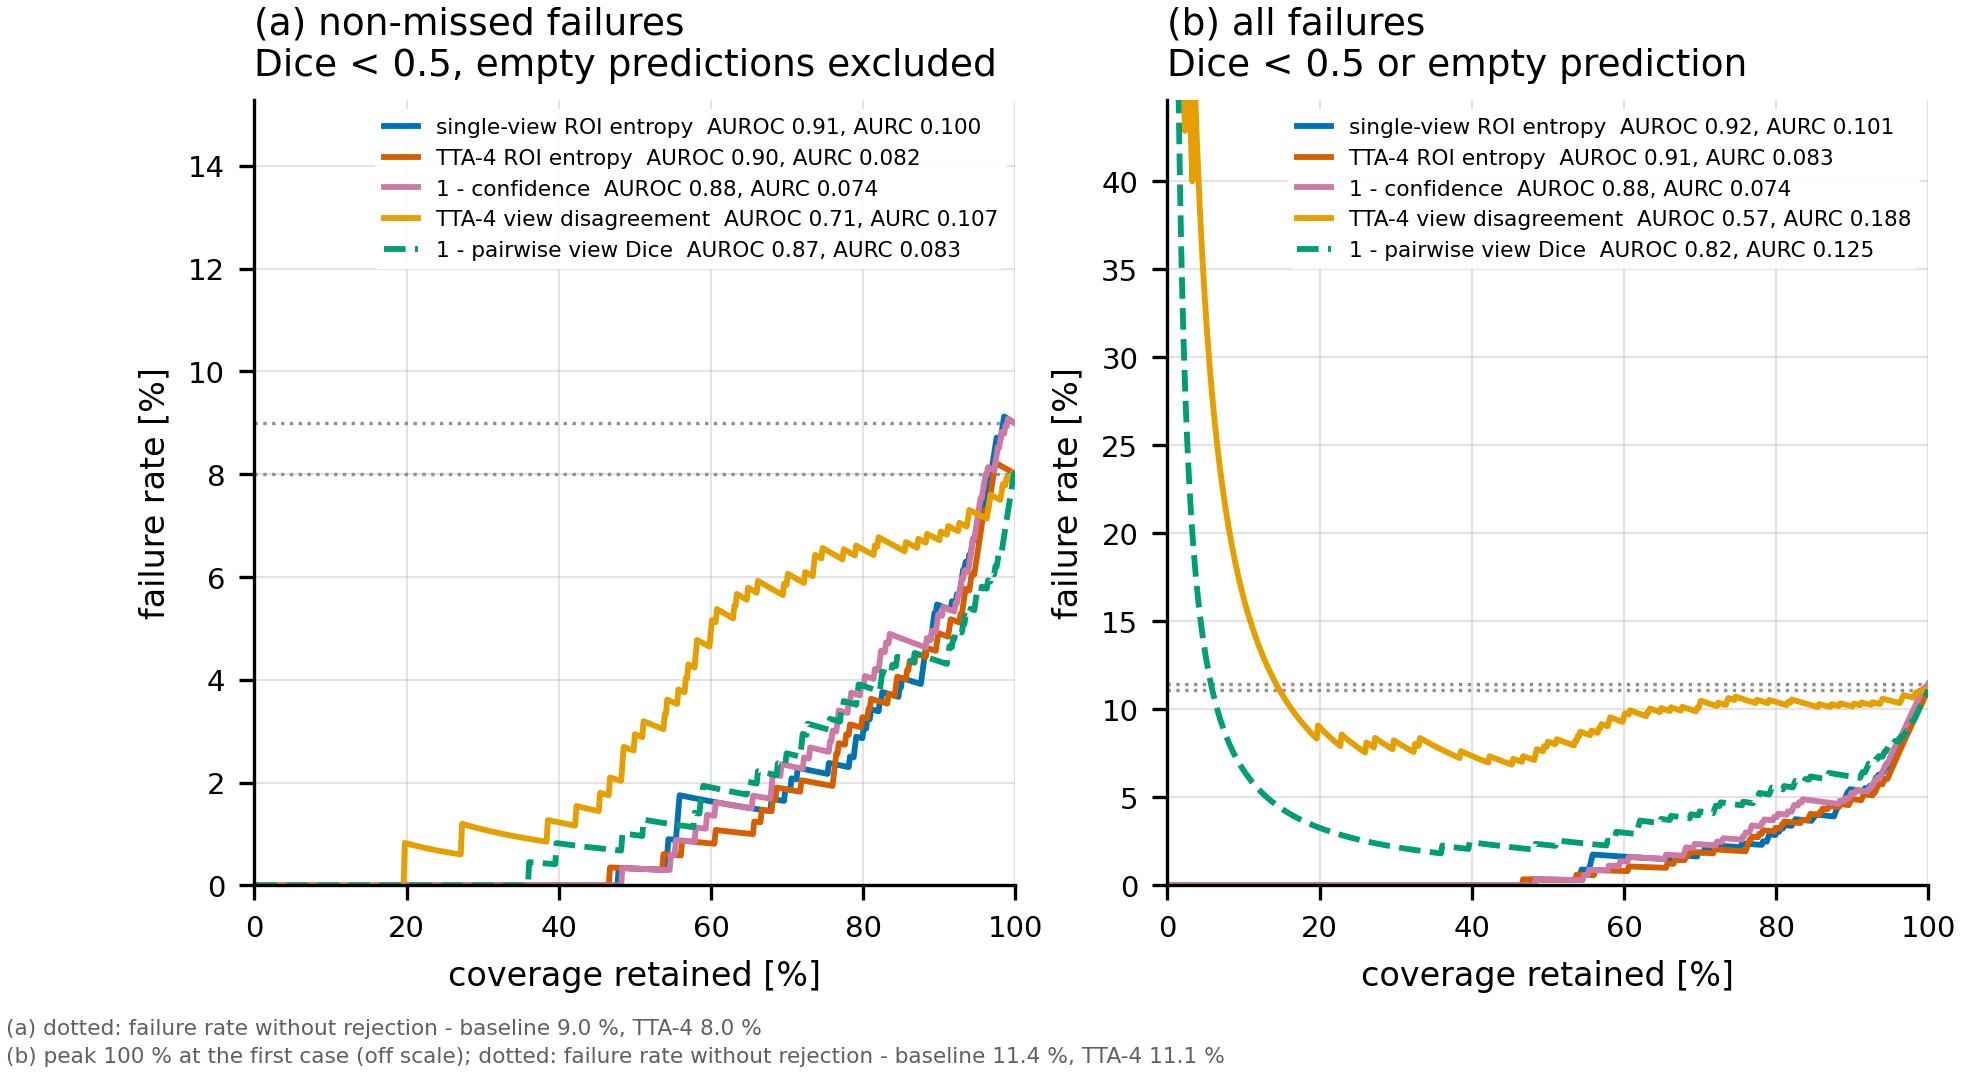 (a) non-missed failures
Dice < 0.5, empty predictions excluded
single-view ROI entropy  AUROC 0.91, AURC 0.100
TTA-4 ROI entropy  AUROC 0.90, AURC 0.082
1 - confidence  AUROC 0.88, AURC 0.074
TTA-4 view disagreement  AUROC 0.71, AURC 0.107
1 - pairwise view Dice  AUROC 0.87, AURC 0.083
failure rate [%]
14
12
10
8
6
4
2
0
0 20 40 60 80 100
coverage retained [%]
(b) all failures
Dice < 0.5 or empty prediction
single-view ROI entropy  AUROC 0.92, AURC 0.101
TTA-4 ROI entropy  AUROC 0.91, AURC 0.083
1 - confidence  AUROC 0.88, AURC 0.074
TTA-4 view disagreement  AUROC 0.57, AURC 0.188
1 - pairwise view Dice  AUROC 0.82, AURC 0.125
failure rate [%]
40
35
30
25
20
15
10
5
0
0 20 40 60 80 100
coverage retained [%]
(a) dotted: failure rate without rejection - baseline 9.0 %, TTA-4 8.0 %
(b) peak 100 % at the first case (off scale); dotted: failure rate without rejection - baseline 11.4 %, TTA-4 11.1 %